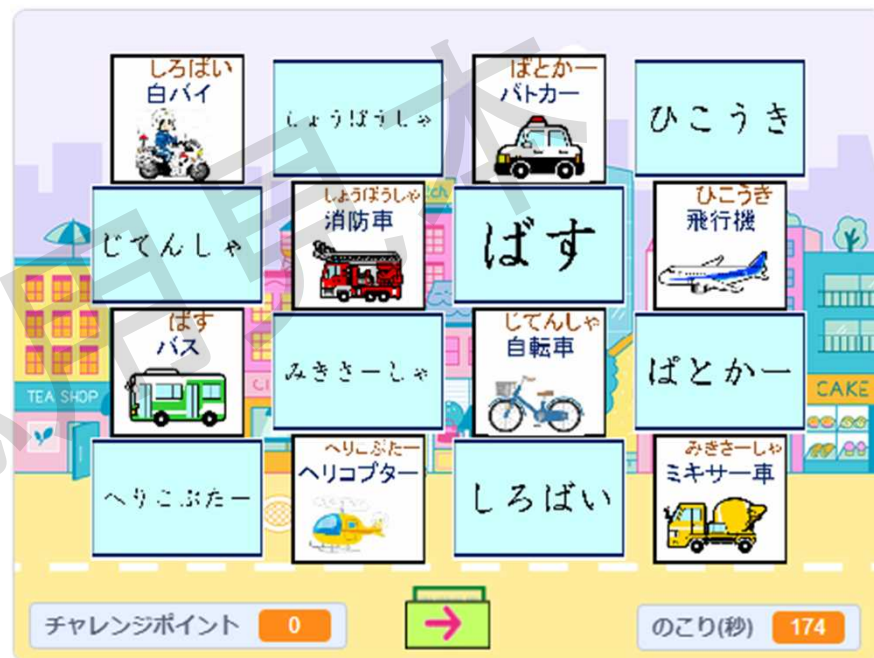 しろばい
白バイ
しょうぼうしゃ
ぱとかー
パトカー
ひこうき
じてんしゃ
しょうぼうしゃ
消防車
ばす
ひこうき
飛行機
ばす
バス
みきさーしゃ
じてんしゃ
自転車
ぱとかー
へりこぷたー
へりこぷたー
ヘリコプター
しろばい
みきさーしゃ
ミキサー車
TEA SHOP
CAKE
チャレンジポイント 0
のこり(秒) 174